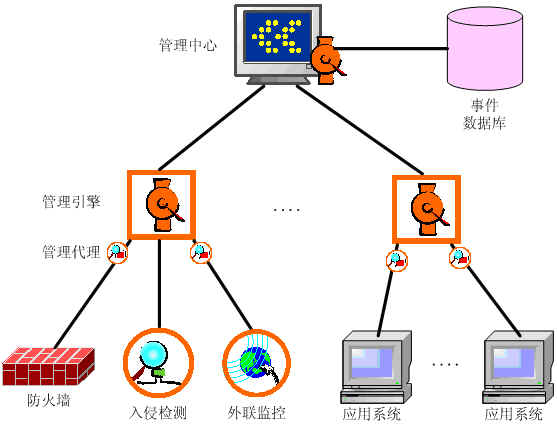 管理中心
事件
数据库
管理引擎
....
管理代理
....
防火墙
入侵检测
外联监控
应用系统
应用系统